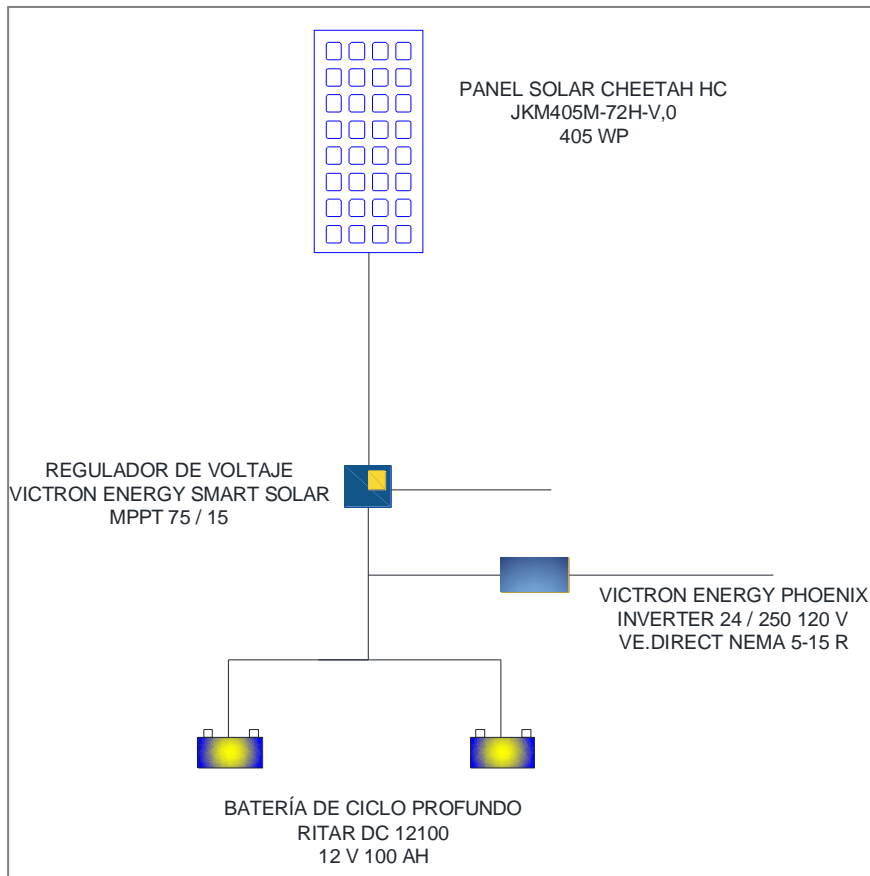 PANEL SOLAR CHEETAH HC
JKM405M-72H-V,0
405 WP
REGULADOR DE VOLTAJE
VICTRON ENERGY SMART SOLAR
MPPT 75 / 15
VICTRON ENERGY PHOENIX
INVERTER 24 / 250 120 V
VE.DIRECT NEMA 5-15 R
BATERÍA DE CICLO PROFUNDO
RITAR DC 12100
12 V 100 AH